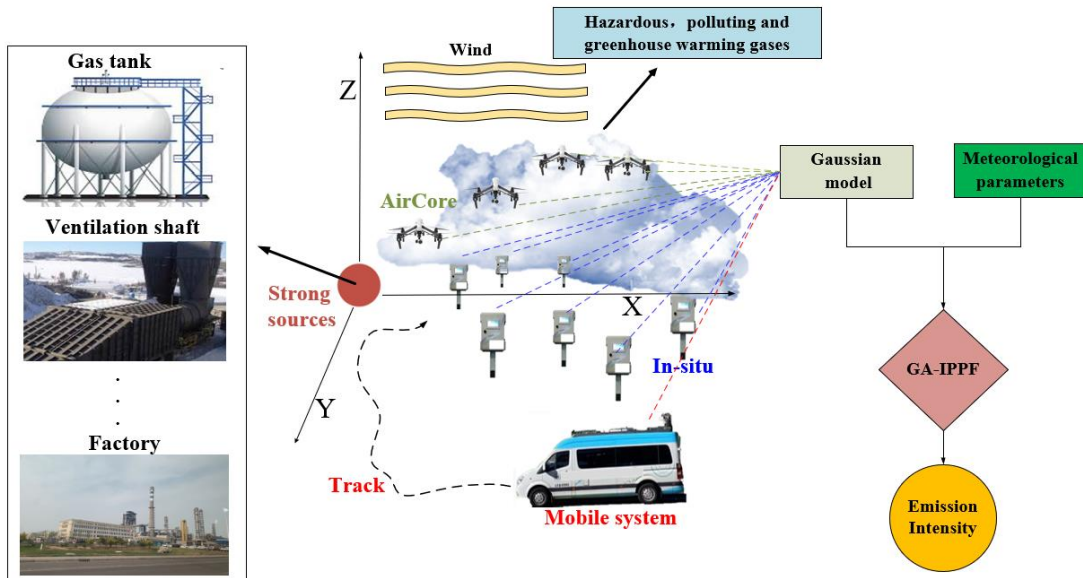 Gas tank
Ventilation shaft
.
.
.
Factory
Hazardous, polluting and
greenhouse warming gases
Wind
Z
AirCore
Strong
sources
X
Y
In-situ
Track
Mobile system
Gaussian
model
Meteorological
parameters
GA-IPPF
Emission
Intensity